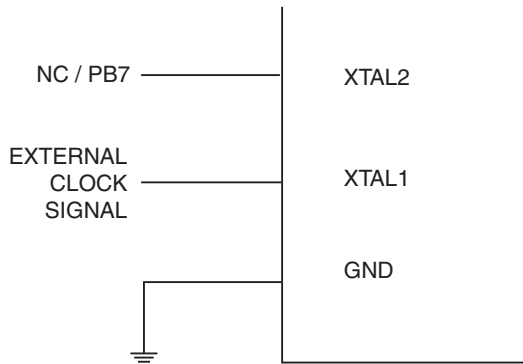 NC / PB7
XTAL2
EXTERNAL
CLOCK
SIGNAL
XTAL1
GND